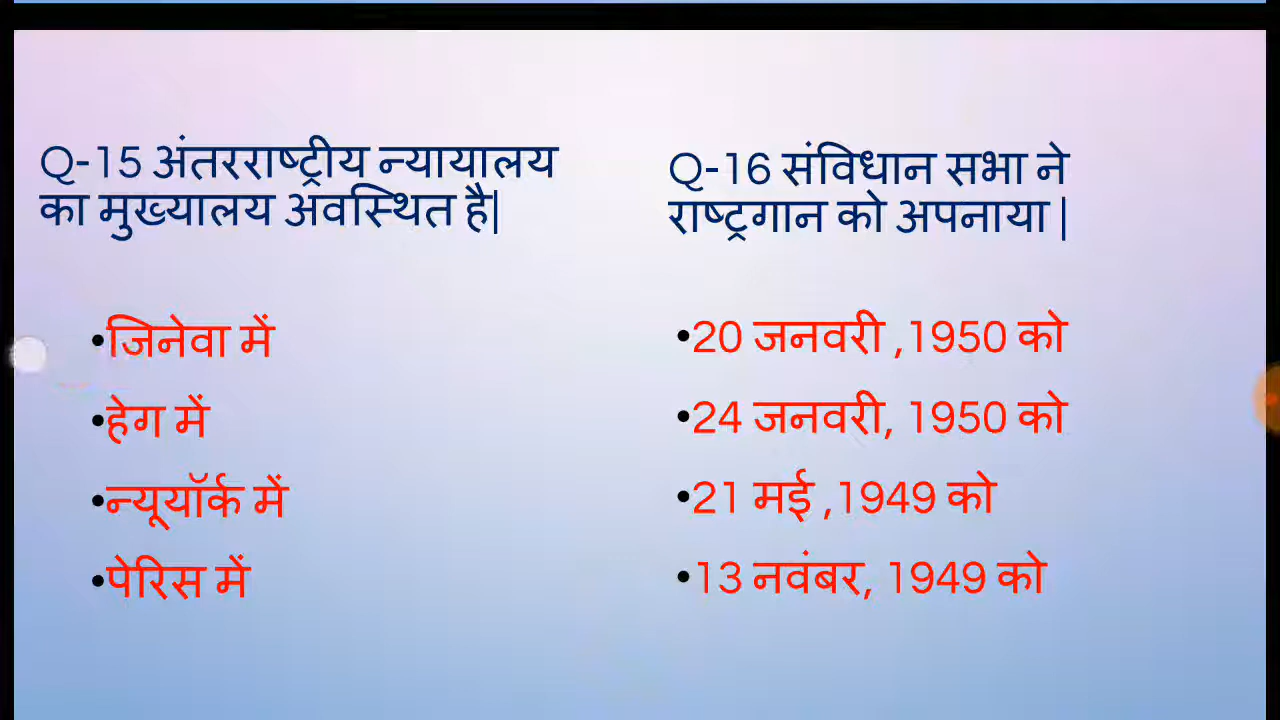 Q-15 अंतरराष्ट्रीय न्यायालय
का मुख्यालय अवस्थित है|
•जिनेवा में
•हेग में
•न्यूयॉर्क में
•पेरिस में
Q-16 संविधान सभा ने
राष्ट्रगान को अपनाया |
•20 जनवरी ,1950 को
•24 जनवरी, 1950 को
•21 मई ,1949 को
•13 नवंबर, 1949 को